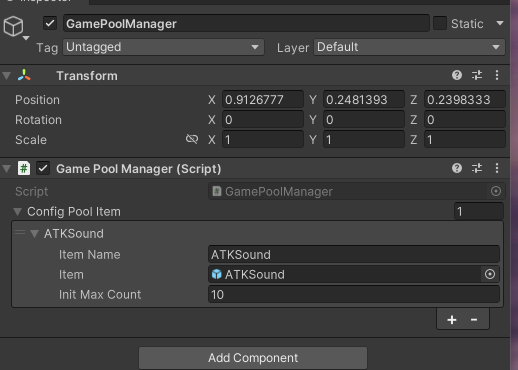 GamePoolManager Static
Tag Untagged Layer Default
Transform
Position X 0.9126777 Y 0.2481393 Z 0.2398333
Rotation X 0 Y 0 Z 0
Scale X 1 Y 1 Z 1
# Game Pool Manager (Script)
Script # GamePoolManager
Config Pool Item 1
ATKSound
Item Name ATKSound
Item ATKSound
Init Max Count 10
+ -
Add Component